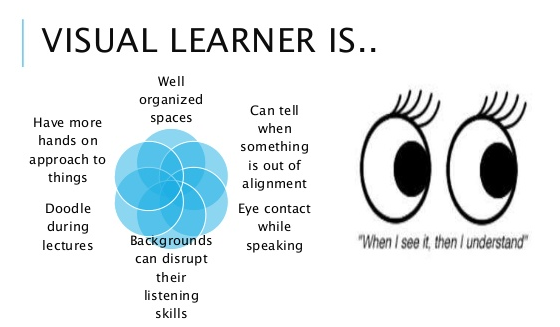 VISUAL LEARNER IS..
Well
organized
spaces
Can tell
when
something
is out of
alignment
Eye contact
while
speaking
Backgrounds
can disrupt
their
listening
skills
Doodle
during
lectures
Have more
hands on
approach to
things
"When I see it, then I understand"